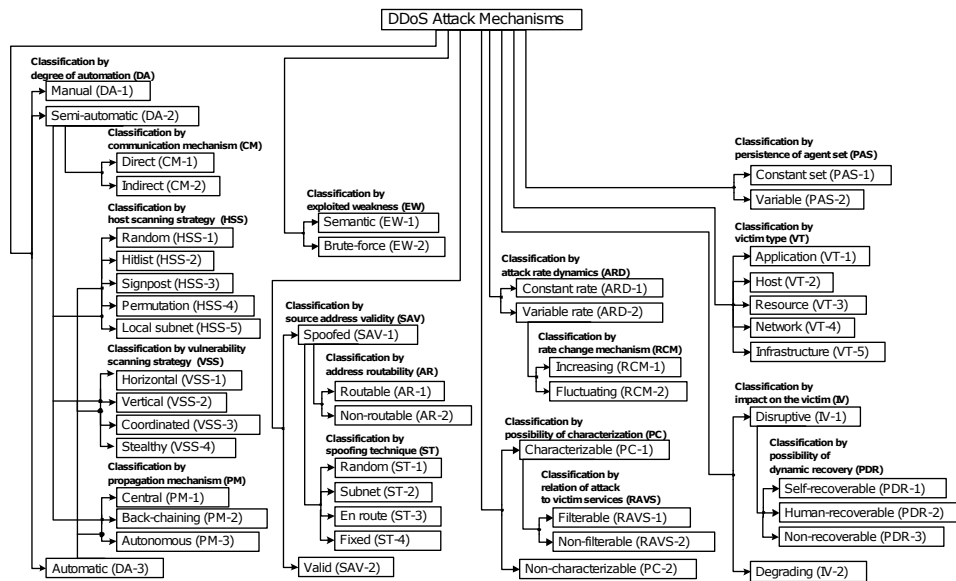 DDoS Attack Mechanisms
Classification by
degree of automation (DA)
Manual (DA-1)
Semi-automatic (DA-2)
Classification by
communication mechanism (CM)
Direct (CM-1)
Indirect (CM-2)
Classification by
host scanning strategy (HSS)
Random (HSS-1)
Hitlist (HSS-2)
Signpost (HSS-3)
Permutation (HSS-4)
Local subnet (HSS-5)
Classification by vulnerability
scanning strategy (VSS)
Horizontal (VSS-1)
Vertical (VSS-2)
Coordinated (VSS-3)
Stealthy (VSS-4)
Classification by
propagation mechanism (PM)
Central (PM-1)
Back-chaining (PM-2)
Autonomous (PM-3)
Automatic (DA-3)
Classification by
exploited weakness (EW)
Semantic (EW-1)
Brute-force (EW-2)
Classification by
source address validity (SAV)
Spoofed (SAV-1)
Classification by
address routability (AR)
Routable (AR-1)
Non-routable (AR-2)
Classification by
spoofing technique (ST)
Random (ST-1)
Subnet (ST-2)
En route (ST-3)
Fixed (ST-4)
Valid (SAV-2)
Classification by
attack rate dynamics (ARD)
Constant rate (ARD-1)
Variable rate (ARD-2)
Classification by
rate change mechanism (RCM)
Increasing (RCM-1)
Fluctuating (RCM-2)
Classification by
possibility of characterization (PC)
Characterizable (PC-1)
Classification by
relation of attack
to victim services (RAVS)
Filterable (RAVS-1)
Non-filterable (RAVS-2)
Non-characterizable (PC-2)
Classification by
persistence of agent set (PAS)
Constant set (PAS-1)
Variable (PAS-2)
Classification by
victim type (VT)
Application (VT-1)
Host (VT-2)
Resource (VT-3)
Network (VT-4)
Infrastructure (VT-5)
Classification by
impact on the victim (IV)
Disruptive (IV-1)
Classification by
possibility of
dynamic recovery (PDR)
Self-recoverable (PDR-1)
Human-recoverable (PDR-2)
Non-recoverable (PDR-3)
Degrading (IV-2)